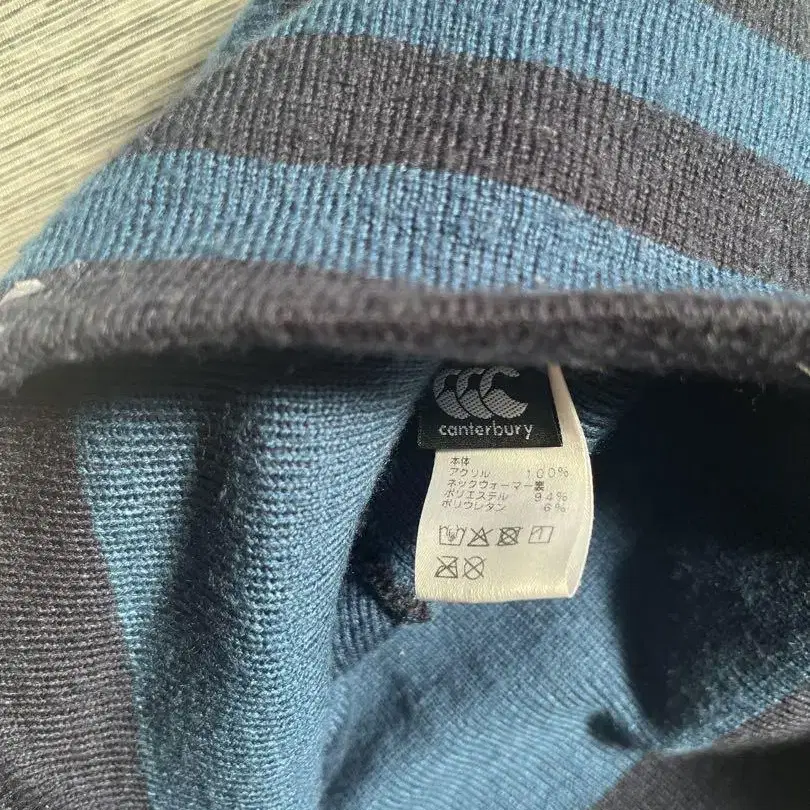 canterbury
本体
アクリル 100%
ネックウォーマー裏
ポリエステル 94%
ポリウレタン 6%